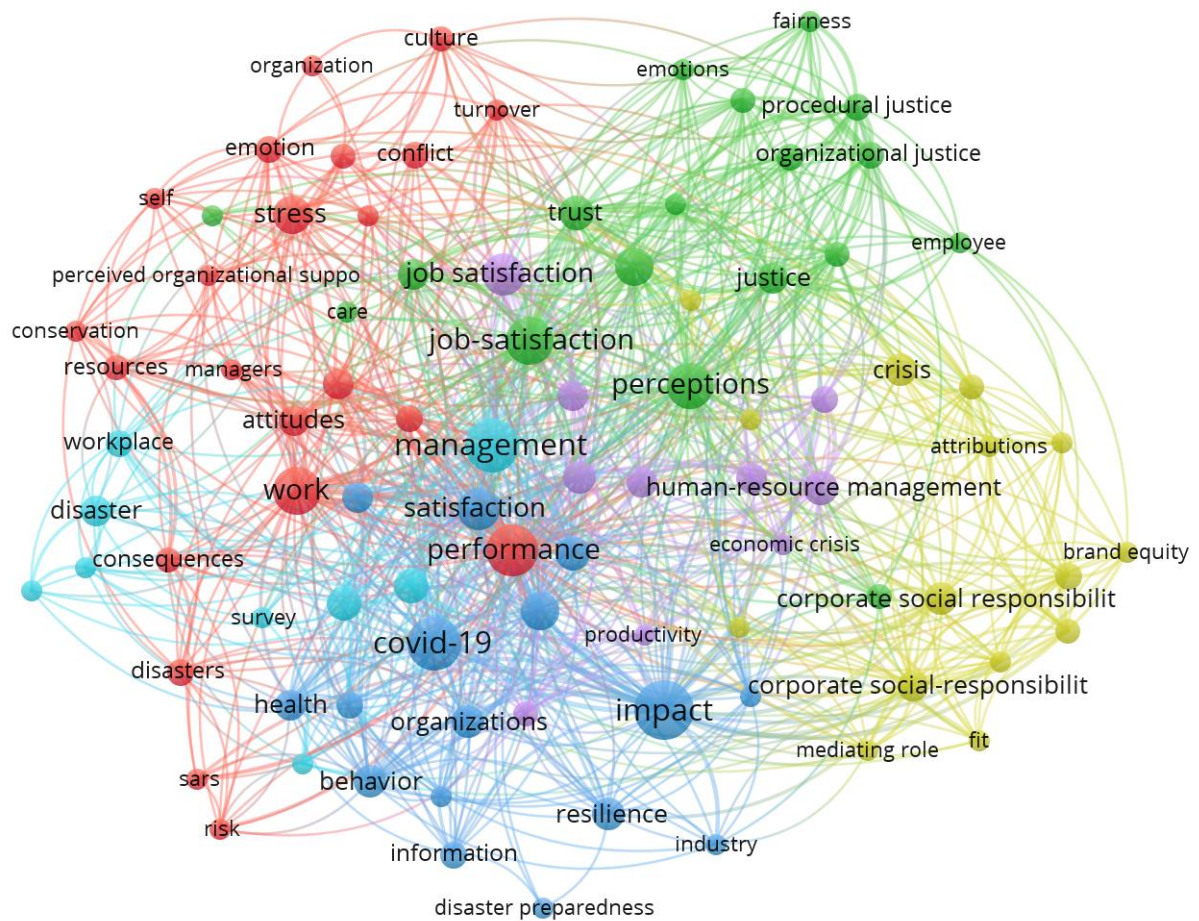 fairness
culture
organization
emotions
procedural justice
turnover
emotion
conflict
organizational justice
self
stress
trust
employee
perceived organizational suppo
job satisfaction
justice
care
conservation
job-satisfaction
resources
managers
perceptions
crisis
attitudes
workplace
management
attributions
work
human-resource management
disaster
satisfaction
consequences
performance
economic crisis
brand equity
corporate social responsibilit
survey
covid-19
productivity
disasters
corporate social-responsibilit
health
organizations
impact
fit
mediating role
sars
behavior
resilience
risk
industry
information
disaster preparedness